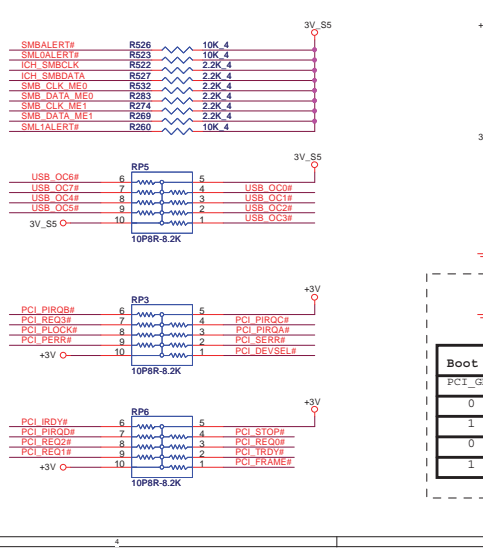 3V_S5
SMBALERT# R526 10K_4
SML0ALERT# R523 10K_4
ICH_SMBCLK R522 2.2K_4
ICH_SMBDATA R527 2.2K_4
SMB_CLK_ME0 R532 2.2K_4
SMB_DATA_ME0 R283 2.2K_4
SMB_CLK_ME1 R274 2.2K_4
SMB_DATA_ME1 R269 2.2K_4
SML1ALERT# R260 10K_4
3V_S5
RP5
USB_OC6# 6 5
USB_OC7# 7 4 USB_OC0#
USB_OC4# 8 3 USB_OC1#
USB_OC5# 9 2 USB_OC2#
3V_S5 10 1 USB_OC3#
10P8R-8.2K
+3V
RP3
PCI_PIRQB# 6 5
PCI_REQ3# 7 4 PCI_PIRQC#
PCI_PLOCK# 8 3 PCI_PIRQA#
PCI_PERR# 9 2 PCI_SERR#
+3V 10 1 PCI_DEVSEL#
10P8R-8.2K
+3V
RP6
PCI_IRDY# 6 5
PCI_PIRQD# 7 4 PCI_STOP#
PCI_REQ2# 8 3 PCI_REQ0#
PCI_REQ1# 9 2 PCI_TRDY#
+3V 10 1 PCI_FRAME#
10P8R-8.2K
Boot
PCI_G
0
1
0
1
4